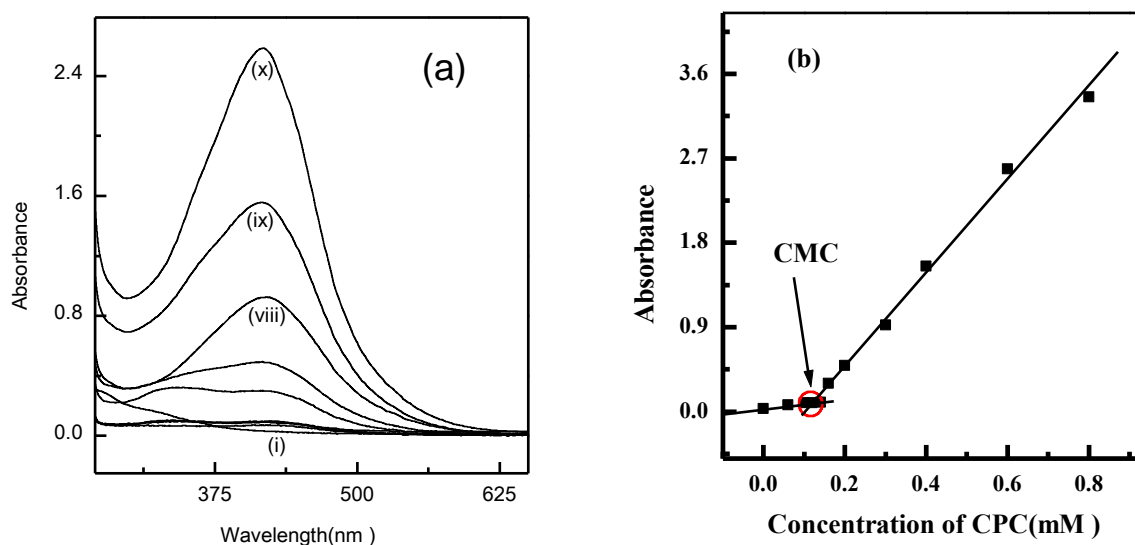 (a)
2.4
1.6
0.8
0.0
(x)
(ix)
(viii)
(i)
375
500
625
Absorbance
Wavelength(nm)
(b)
3.6
2.7
1.8
0.9
0.0
CMC
0.0
0.2
0.4
0.6
0.8
Absorbance
Concentration of CPC(mM )